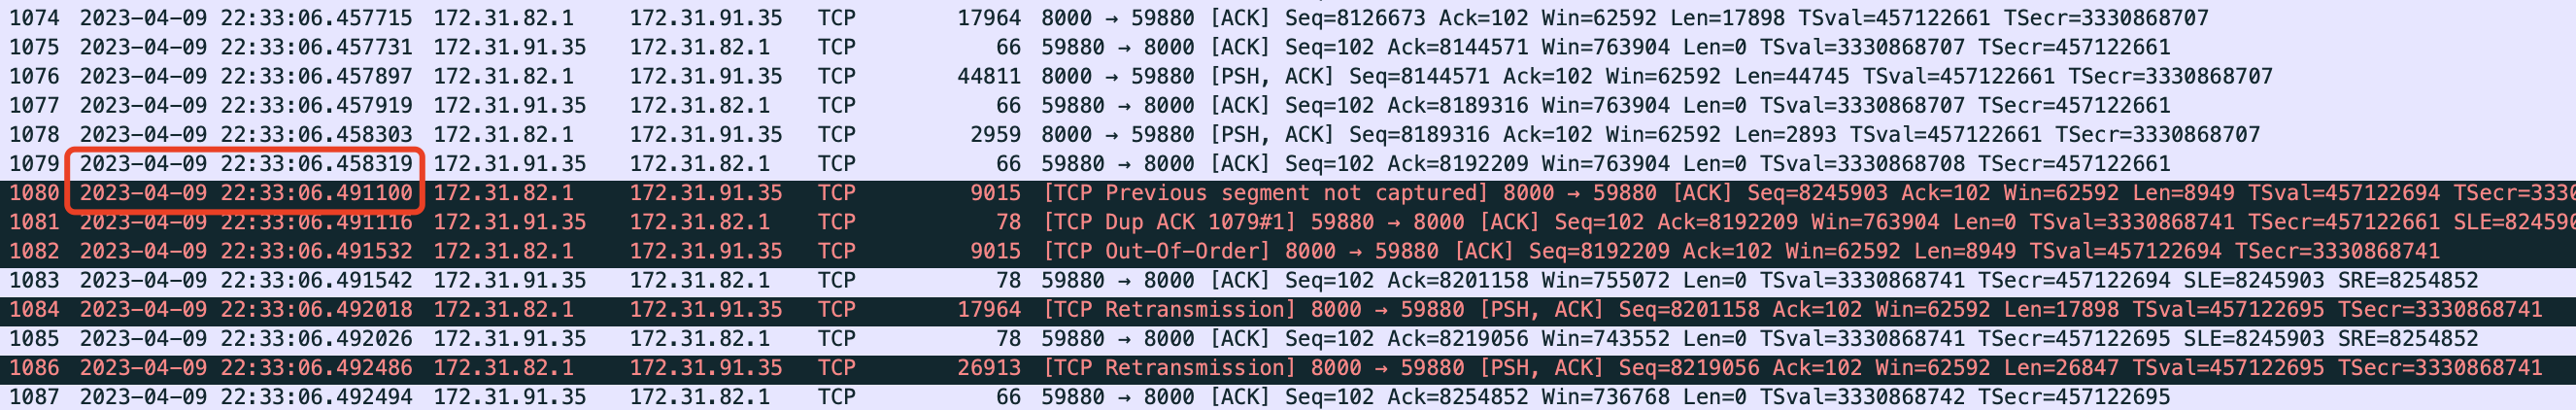 1074 2023-04-09 22:33:06.457715 172.31.82.1 172.31.91.35 TCP 17964 8000 → 59880 [ACK] Seq=8126673 Ack=102 Win=62592 Len=17898 TSval=457122661 TSecr=3330868707
1075 2023-04-09 22:33:06.457731 172.31.91.35 172.31.82.1 TCP 66 59880 → 8000 [ACK] Seq=102 Ack=8144571 Win=763904 Len=0 TSval=3330868707 TSecr=457122661
1076 2023-04-09 22:33:06.457897 172.31.82.1 172.31.91.35 TCP 44811 8000 → 59880 [PSH, ACK] Seq=8144571 Ack=102 Win=62592 Len=44745 TSval=457122661 TSecr=3330868707
1077 2023-04-09 22:33:06.457919 172.31.91.35 172.31.82.1 TCP 66 59880 → 8000 [ACK] Seq=102 Ack=8189316 Win=763904 Len=0 TSval=3330868707 TSecr=457122661
1078 2023-04-09 22:33:06.458303 172.31.82.1 172.31.91.35 TCP 2959 8000 → 59880 [PSH, ACK] Seq=8189316 Ack=102 Win=62592 Len=2893 TSval=457122661 TSecr=3330868707
1079 2023-04-09 22:33:06.458319 172.31.91.35 172.31.82.1 TCP 66 59880 → 8000 [ACK] Seq=102 Ack=8192209 Win=763904 Len=0 TSval=3330868708 TSecr=457122661
1080 2023-04-09 22:33:06.491100 172.31.82.1 172.31.91.35 TCP 9015 [TCP Previous segment not captured] 8000 → 59880 [ACK] Seq=8245903 Ack=102 Win=62592 Len=8949 TSval=457122694 TSecr=3330
1081 2023-04-09 22:33:06.491116 172.31.91.35 172.31.82.1 TCP 78 [TCP Dup ACK 1079#1] 59880 → 8000 [ACK] Seq=102 Ack=8192209 Win=763904 Len=0 TSval=3330868741 TSecr=457122661 SLE=824590
1082 2023-04-09 22:33:06.491532 172.31.82.1 172.31.91.35 TCP 9015 [TCP Out-Of-Order] 8000 → 59880 [ACK] Seq=8192209 Ack=102 Win=62592 Len=8949 TSval=457122694 TSecr=3330868741
1083 2023-04-09 22:33:06.491542 172.31.91.35 172.31.82.1 TCP 78 59880 → 8000 [ACK] Seq=102 Ack=8201158 Win=755072 Len=0 TSval=3330868741 TSecr=457122694 SLE=8245903 SRE=8254852
1084 2023-04-09 22:33:06.492018 172.31.82.1 172.31.91.35 TCP 17964 [TCP Retransmission] 8000 → 59880 [PSH, ACK] Seq=8201158 Ack=102 Win=62592 Len=17898 TSval=457122695 TSecr=3330868741
1085 2023-04-09 22:33:06.492026 172.31.91.35 172.31.82.1 TCP 78 59880 → 8000 [ACK] Seq=102 Ack=8219056 Win=743552 Len=0 TSval=3330868741 TSecr=457122695 SLE=8245903 SRE=8254852
1086 2023-04-09 22:33:06.492486 172.31.82.1 172.31.91.35 TCP 26913 [TCP Retransmission] 8000 → 59880 [PSH, ACK] Seq=8219056 Ack=102 Win=62592 Len=26847 TSval=457122695 TSecr=3330868741
1087 2023-04-09 22:33:06.492494 172.31.91.35 172.31.82.1 TCP 66 59880 → 8000 [ACK] Seq=102 Ack=8254852 Win=736768 Len=0 TSval=3330868742 TSecr=457122695